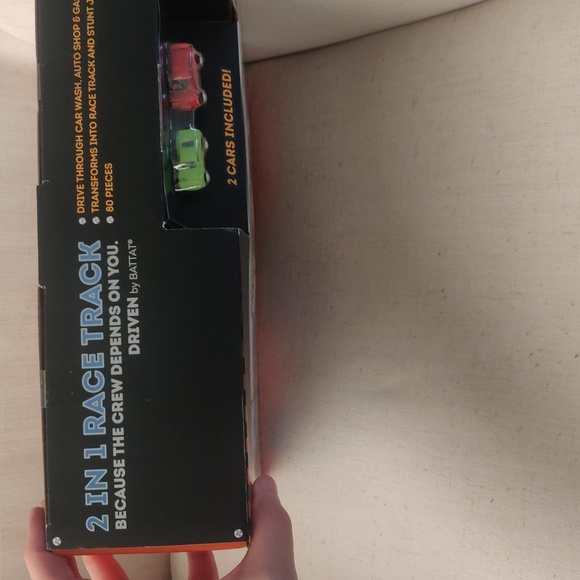 2 IN 1 RACE TRACK
BECAUSE THE CREW DEPENDS ON YOU.
DRIVEN by BATTAT®
DRIVE THROUGH CAR WASH, AUTO SHOP &
TRANSFORMS INTO RACE TRACK AND STUNT
80 PIECES
2 CARS INCLUDED!